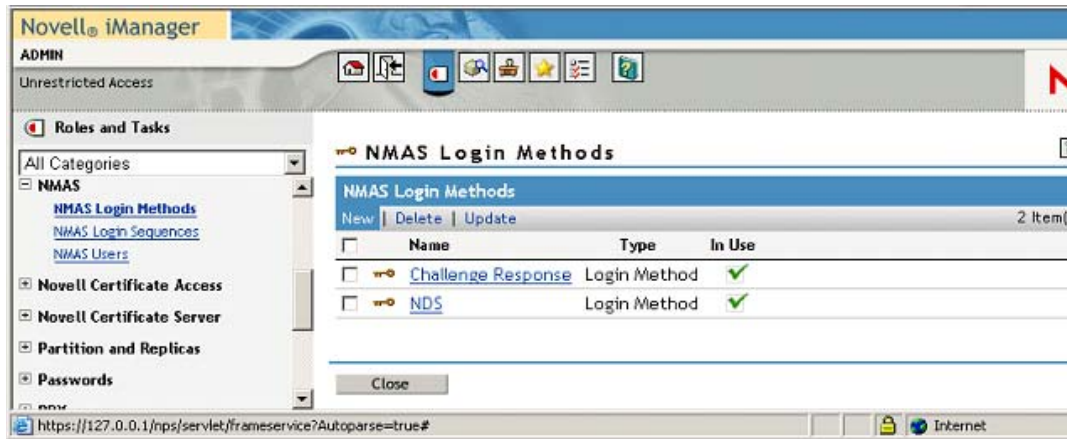 Novell® iManager
ADMIN
Unrestricted Access
Roles and Tasks
All Categories
NMAS
NMAS Login Methods
NMAS Login Sequences
NMAS Users
Novell Certificate Access
Novell Certificate Server
Partition and Replicas
Passwords
NMAS Login Methods
NMAS Login Methods
New | Delete | Update
2 Item(
Name Type In Use
Challenge Response Login Method
NDS Login Method
Close
https://127.0.0.1/nps/servlet/frameservice?Autoparse=true#
Internet